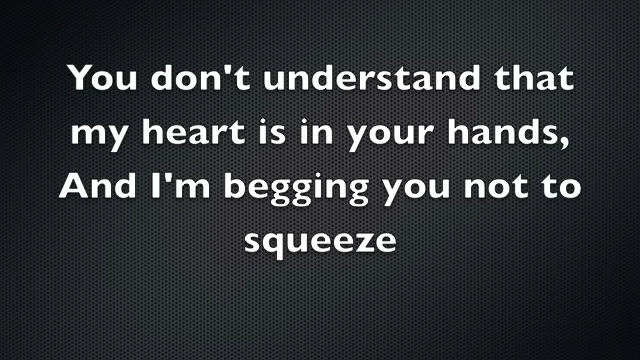 You don't understand that
my heart is in your hands,
And I'm begging you not to
squeeze